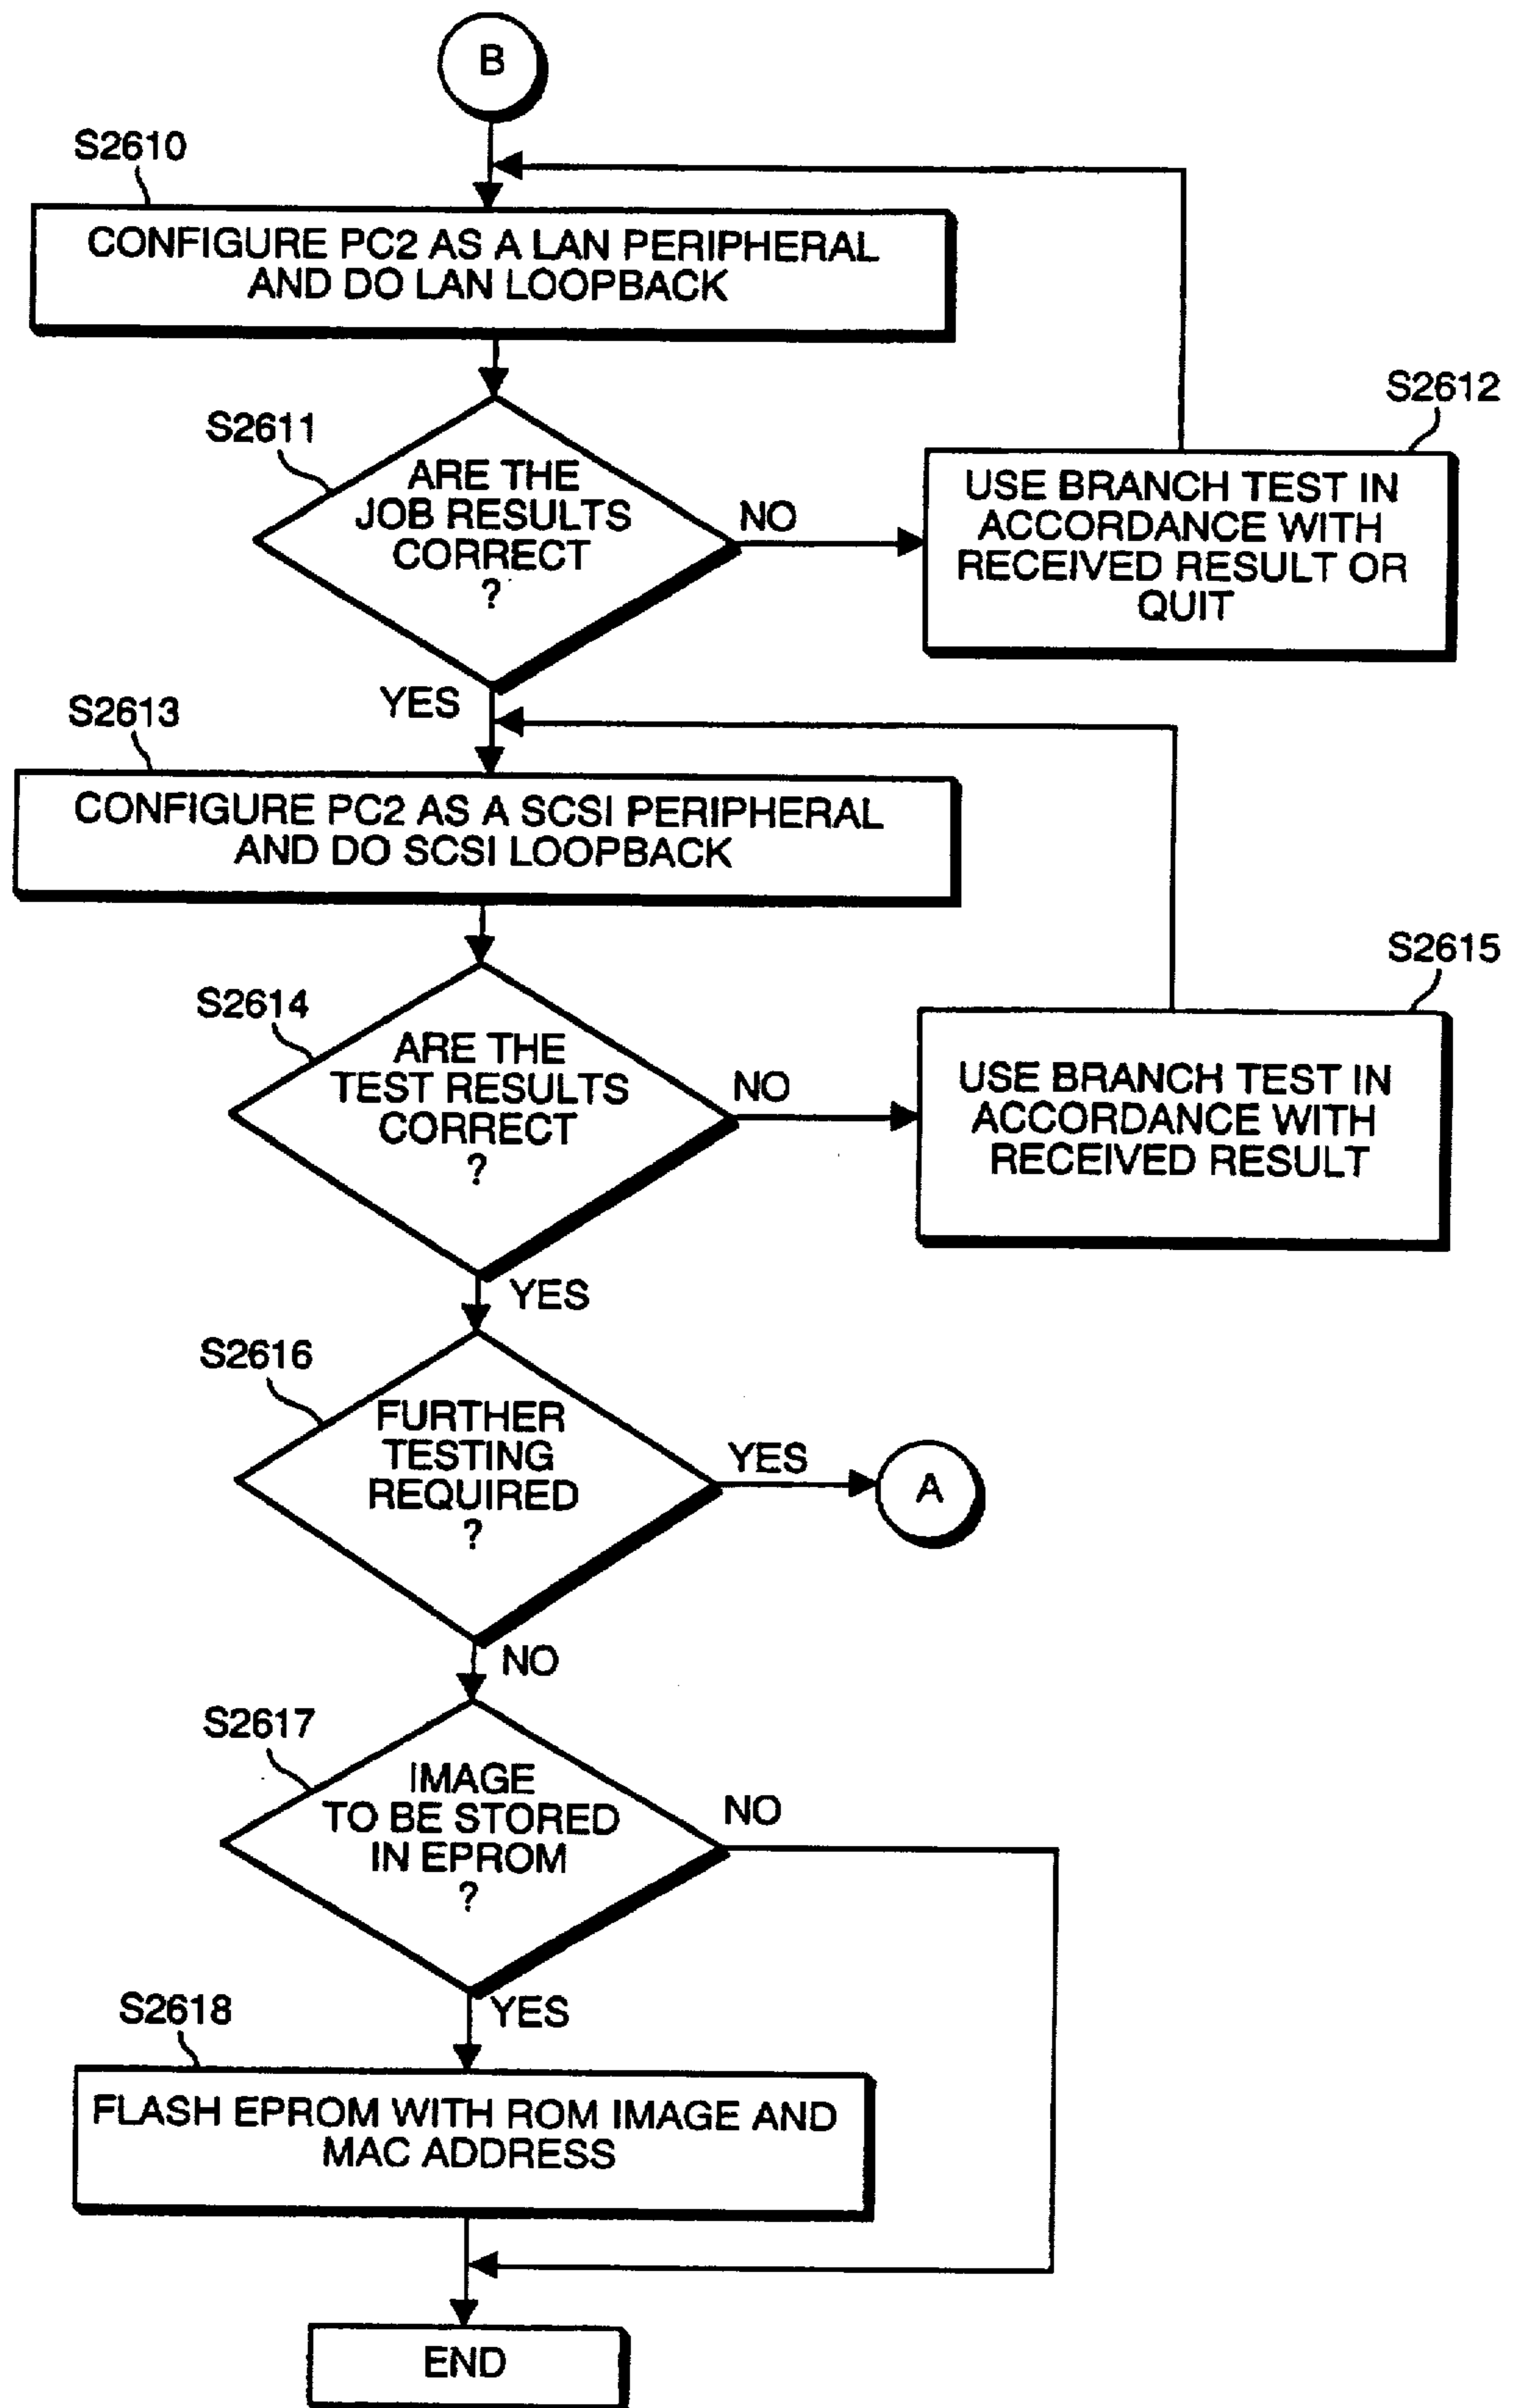 B
S2610
CONFIGURE PC2 AS A LAN PERIPHERAL
AND DO LAN LOOPBACK
S2611
ARE THE
JOB RESULTS
CORRECT
?
NO
S2612
USE BRANCH TEST IN
ACCORDANCE WITH
RECEIVED RESULT OR
QUIT
YES
S2613
CONFIGURE PC2 AS A SCSI PERIPHERAL
AND DO SCSI LOOPBACK
S2614
ARE THE
TEST RESULTS
CORRECT
?
NO
S2615
USE BRANCH TEST IN
ACCORDANCE WITH
RECEIVED RESULT
YES
S2616
FURTHER
TESTING
REQUIRED
?
YES
A
NO
S2617
IMAGE
TO BE STORED
IN EPROM
?
NO
YES
S2618
FLASH EPROM WITH ROM IMAGE AND
MAC ADDRESS
END